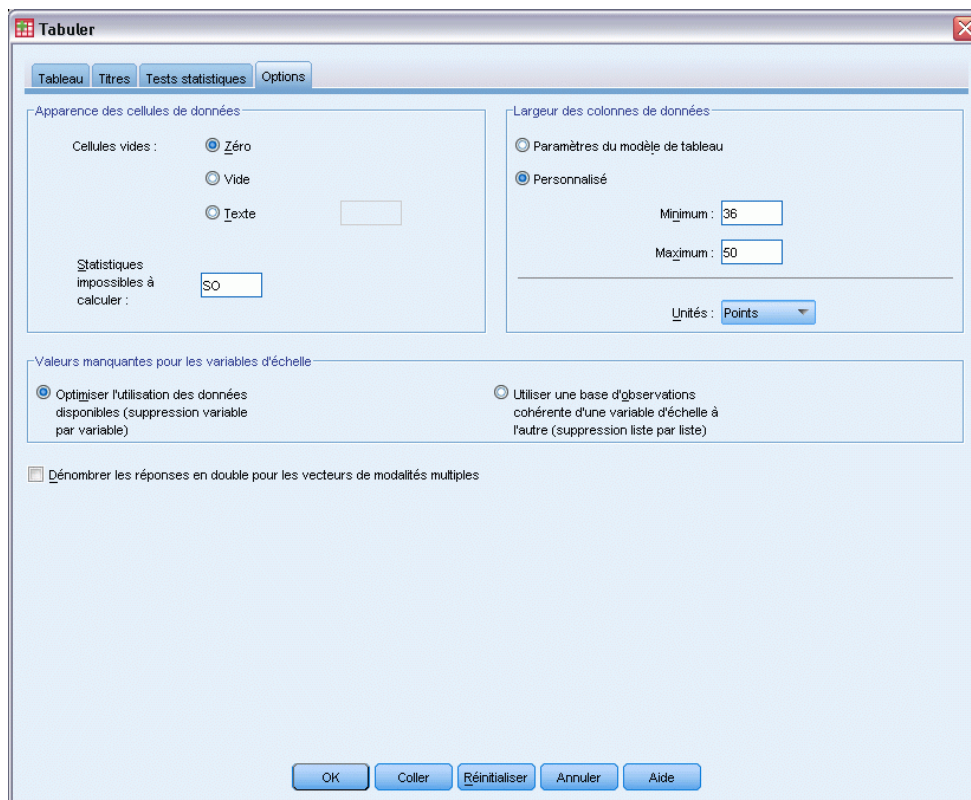 Tabuler
Tableau Titres Tests statistiques Options
Apparence des cellules de données
Cellules vides :
Zéro
Vide
Texte
Statistiques
impossibles à
calculer :
SO
Largeur des colonnes de données
Paramètres du modèle de tableau
Personnalisé
Minimum : 36
Maximum : 50
Unités : Points
Valeurs manquantes pour les variables d'échelle
Optimiser l'utilisation des données
disponibles (suppression variable
par variable)
Utiliser une base d'observations
cohérente d'une variable d'échelle à
l'autre (suppression liste par liste)
Dénombrer les réponses en double pour les vecteurs de modalités multiples
OK Coller Réinitialiser Annuler Aide